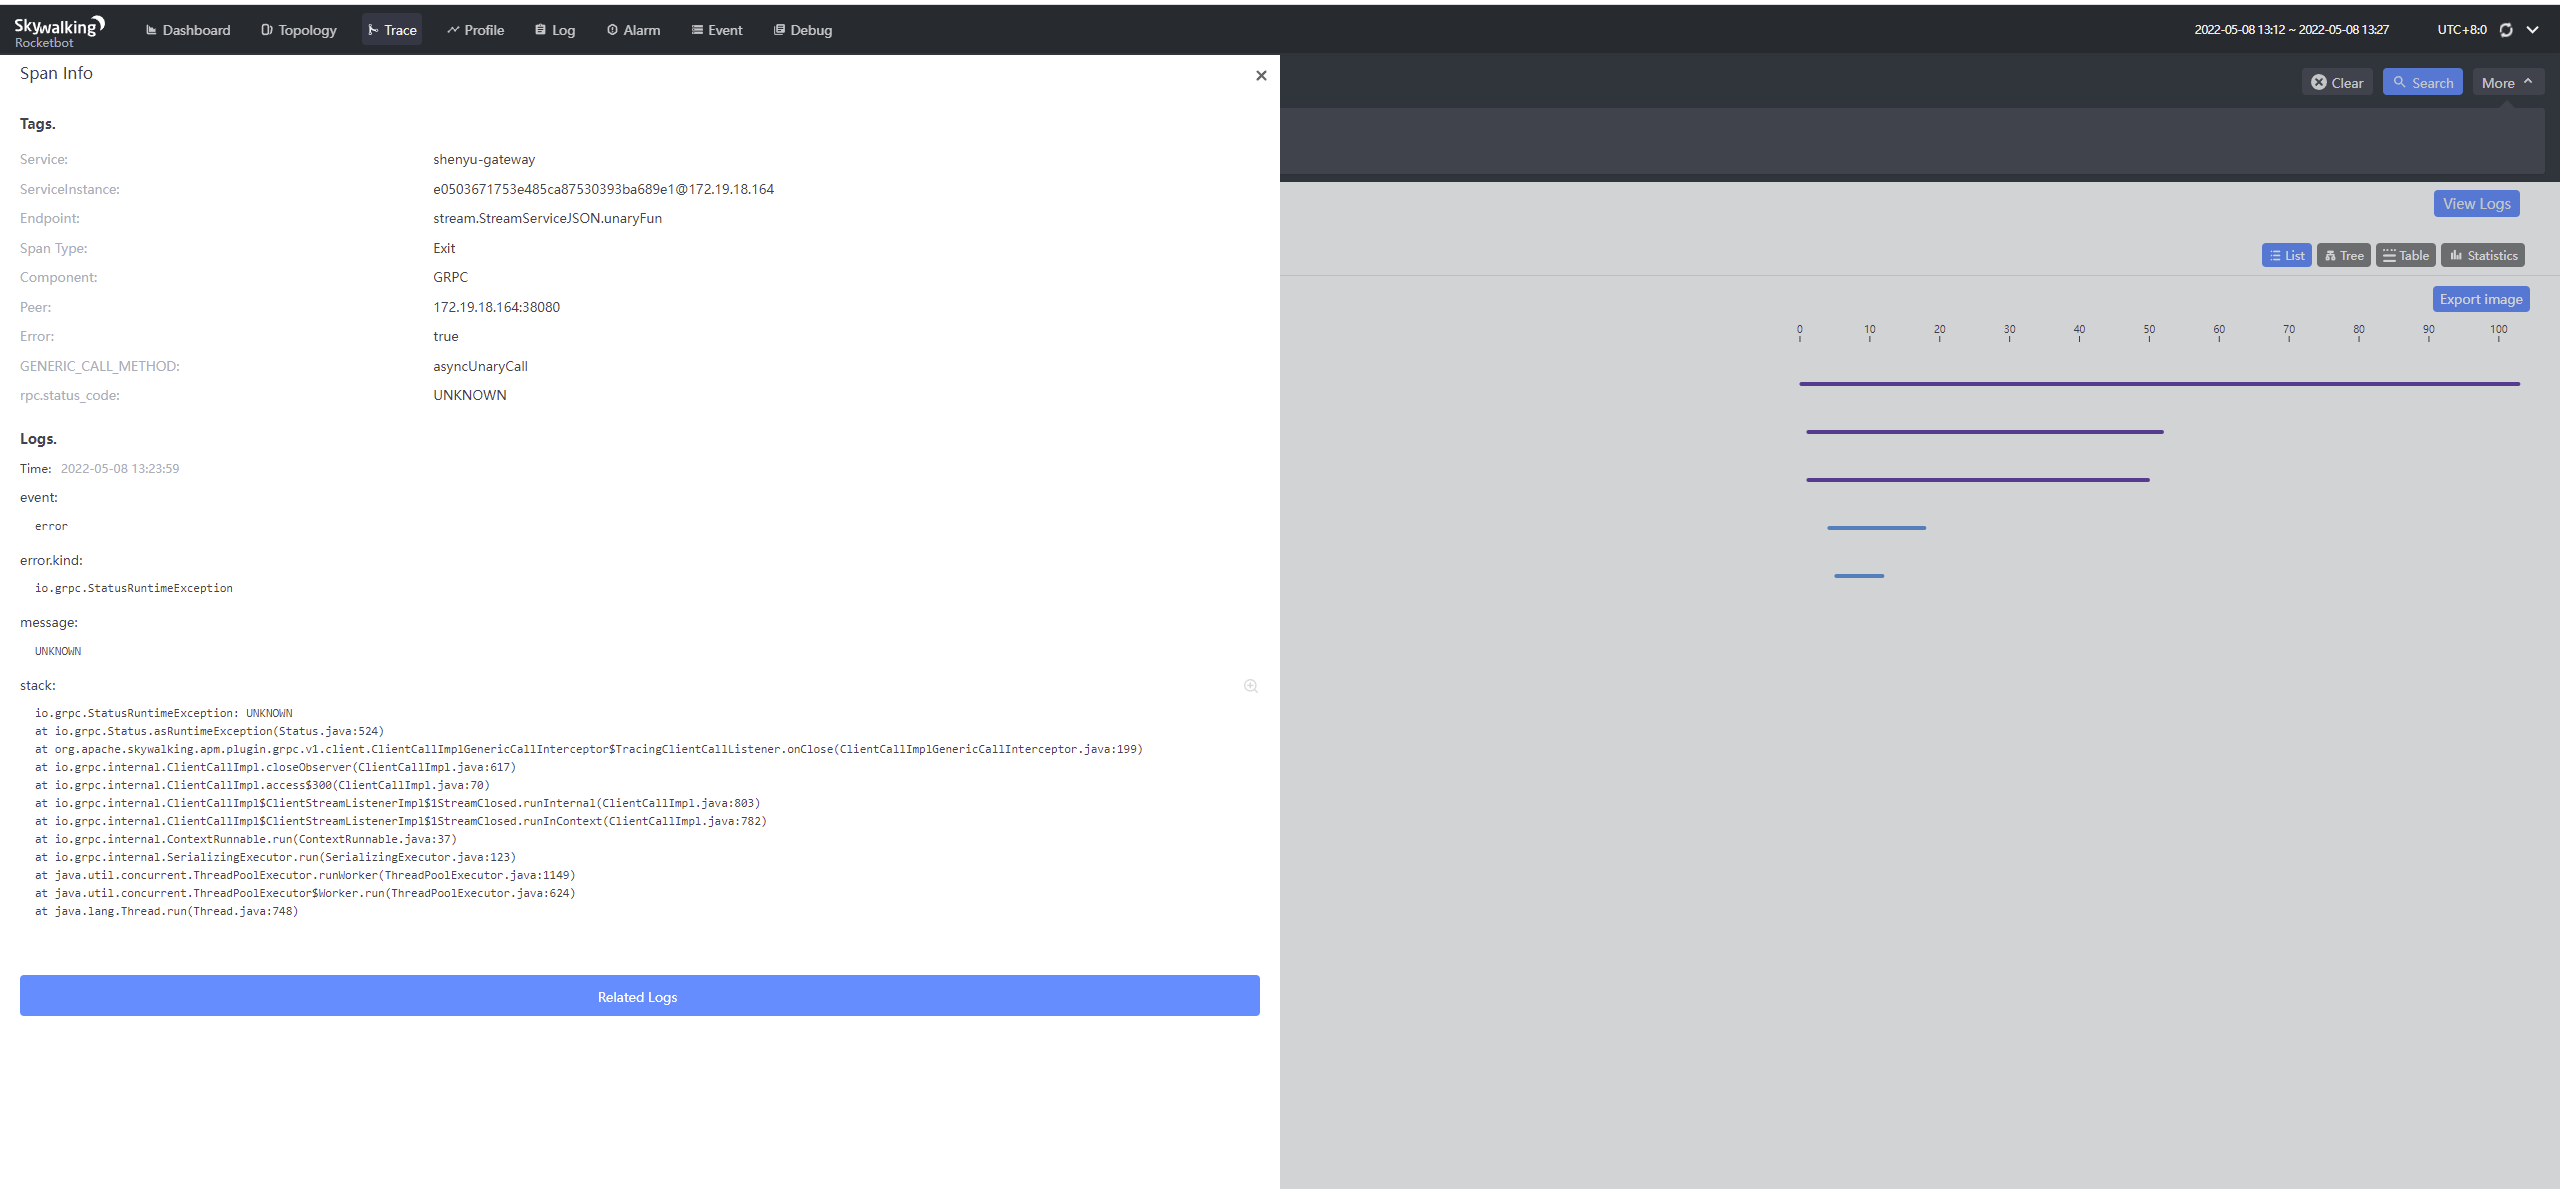 Skywalking
Rocketbot
Dashboard
Topology
Trace
Profile
Log
Alarm
Event
Debug
2022-05-08 13:12 ~ 2022-05-08 13:27
UTC+8:0
Span Info
Clear
Search
More
Tags.
Service: shenyu-gateway
ServiceInstance: e0503671753e485ca87530393ba689e1@172.19.18.164
Endpoint: stream.StreamServiceJSON.unaryFun
Span Type: Exit
Component: GRPC
Peer: 172.19.18.164:38080
Error: true
GENERIC_CALL_METHOD: asyncUnaryCall
rpc.status_code: UNKNOWN
Logs.
Time: 2022-05-08 13:23:59
event:
error
error.kind:
io.grpc.StatusRuntimeException
message:
UNKNOWN
stack:
io.grpc.StatusRuntimeException: UNKNOWN
at io.grpc.Status.asRuntimeException(Status.java:524)
at org.apache.skywalking.apm.plugin.grpc.v1.client.ClientCallImplGenericCallInterceptor$TracingClientCallListener.onClose(ClientCallImplGenericCallInterceptor.java:199)
at io.grpc.internal.ClientCallImpl.closeObserver(ClientCallImpl.java:617)
at io.grpc.internal.ClientCallImpl.access$300(ClientCallImpl.java:70)
at io.grpc.internal.ClientCallImpl$ClientStreamListenerImpl$1StreamClosed.runInternal(ClientCallImpl.java:803)
at io.grpc.internal.ClientCallImpl$ClientStreamListenerImpl$1StreamClosed.runInContext(ClientCallImpl.java:782)
at io.grpc.internal.ContextRunnable.run(ContextRunnable.java:37)
at io.grpc.internal.SerializingExecutor.run(SerializingExecutor.java:123)
at java.util.concurrent.ThreadPoolExecutor.runWorker(ThreadPoolExecutor.java:1149)
at java.util.concurrent.ThreadPoolExecutor$Worker.run(ThreadPoolExecutor.java:624)
at java.lang.Thread.run(Thread.java:748)
Related Logs
View Logs
List
Tree
Table
Statistics
Export image
0 10 20 30 40 50 60 70 80 90 100